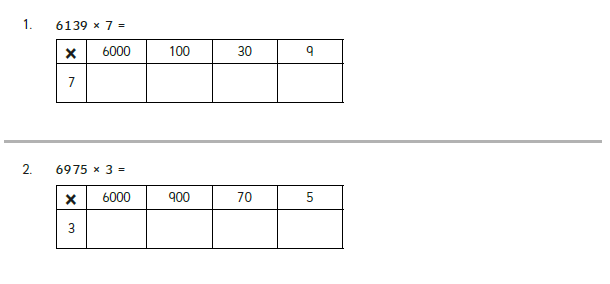 1. 6139 × 7 =
× 6000 100 30 9
7
2. 6975 × 3 =
× 6000 900 70 5
3